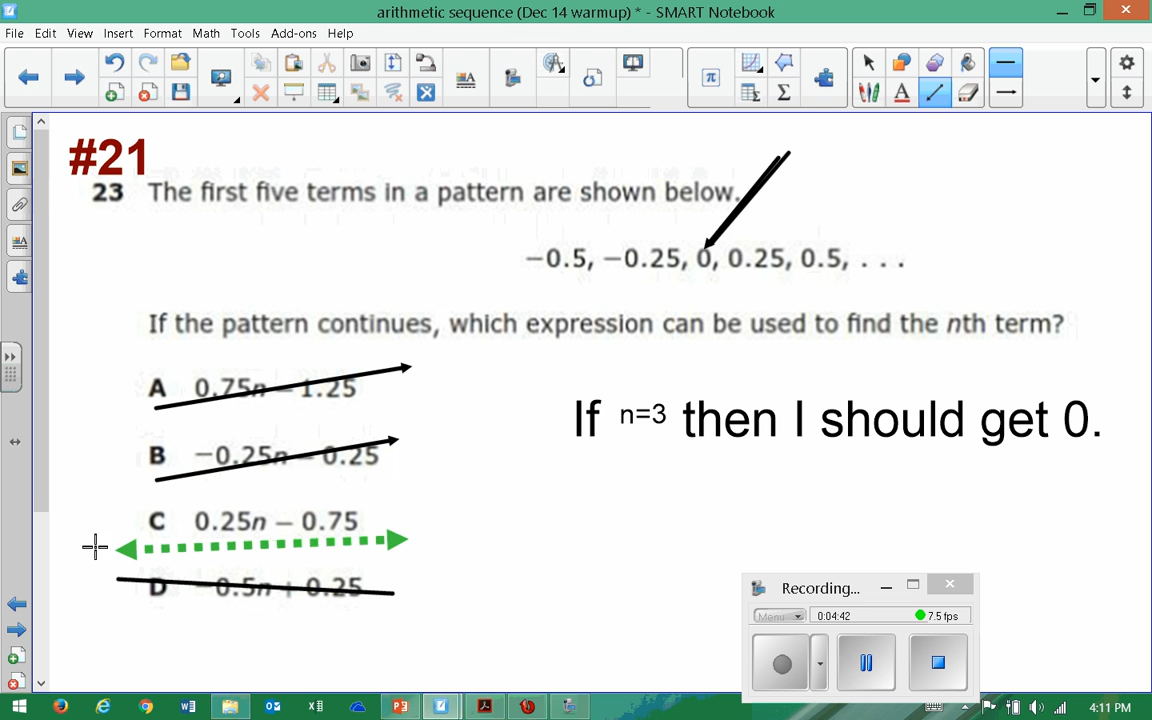 arithmetic sequence (Dec 14 warmup) * - SMART Notebook
File Edit View Insert Format Math Tools Add-ons Help
#21
23 The first five terms in a pattern are shown below.
−0.5, −0.25, 0, 0.25, 0.5, . . .
If the pattern continues, which expression can be used to find the nth term?
A 0.75n − 1.25
B −0.25n − 0.25
If n=3 then I should get 0.
C 0.25n − 0.75
D −0.5n + 0.25
Recording...
Menu 0:04:42 7.5 fps
4:11 PM